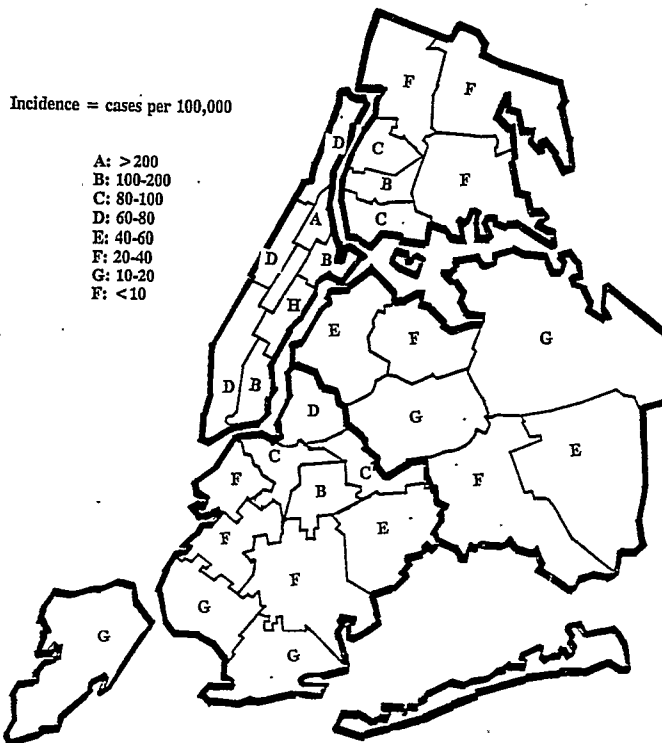 Incidence = cases per 100,000
A: >200
B: 100-200
C: 80-100
D: 60-80
E: 40-60
F: 20-40
G: 10-20
F: <10
F
F
D
C
B
F
A
C
D
B
H
E
F
G
D
B
D
G
C
E
F
C
F
B
F
E
F
G
G
G